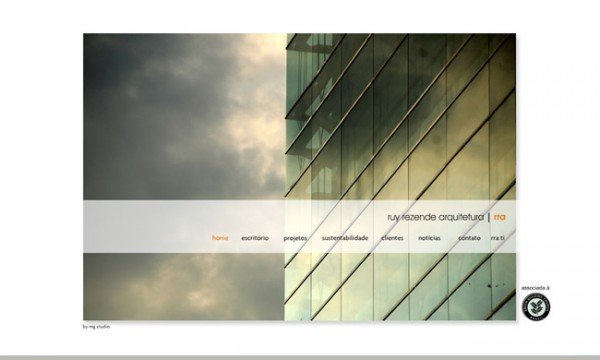 ruy rezende arquitetura | rra
home escritório projetos sustentabilidade clientes notícias contato rra ti
associada à
by ing studio